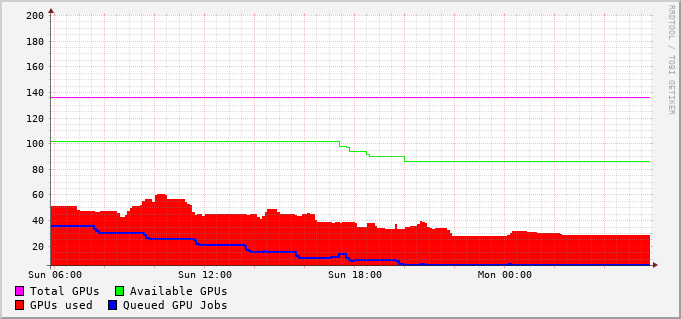 200
180
160
140
120
100
80
60
40
20
Sun 06:00 Sun 12:00 Sun 18:00 Mon 00:00
Total GPUs Available GPUs
GPUs used Queued GPU Jobs
RRDTOOL / TOBI OETIKER